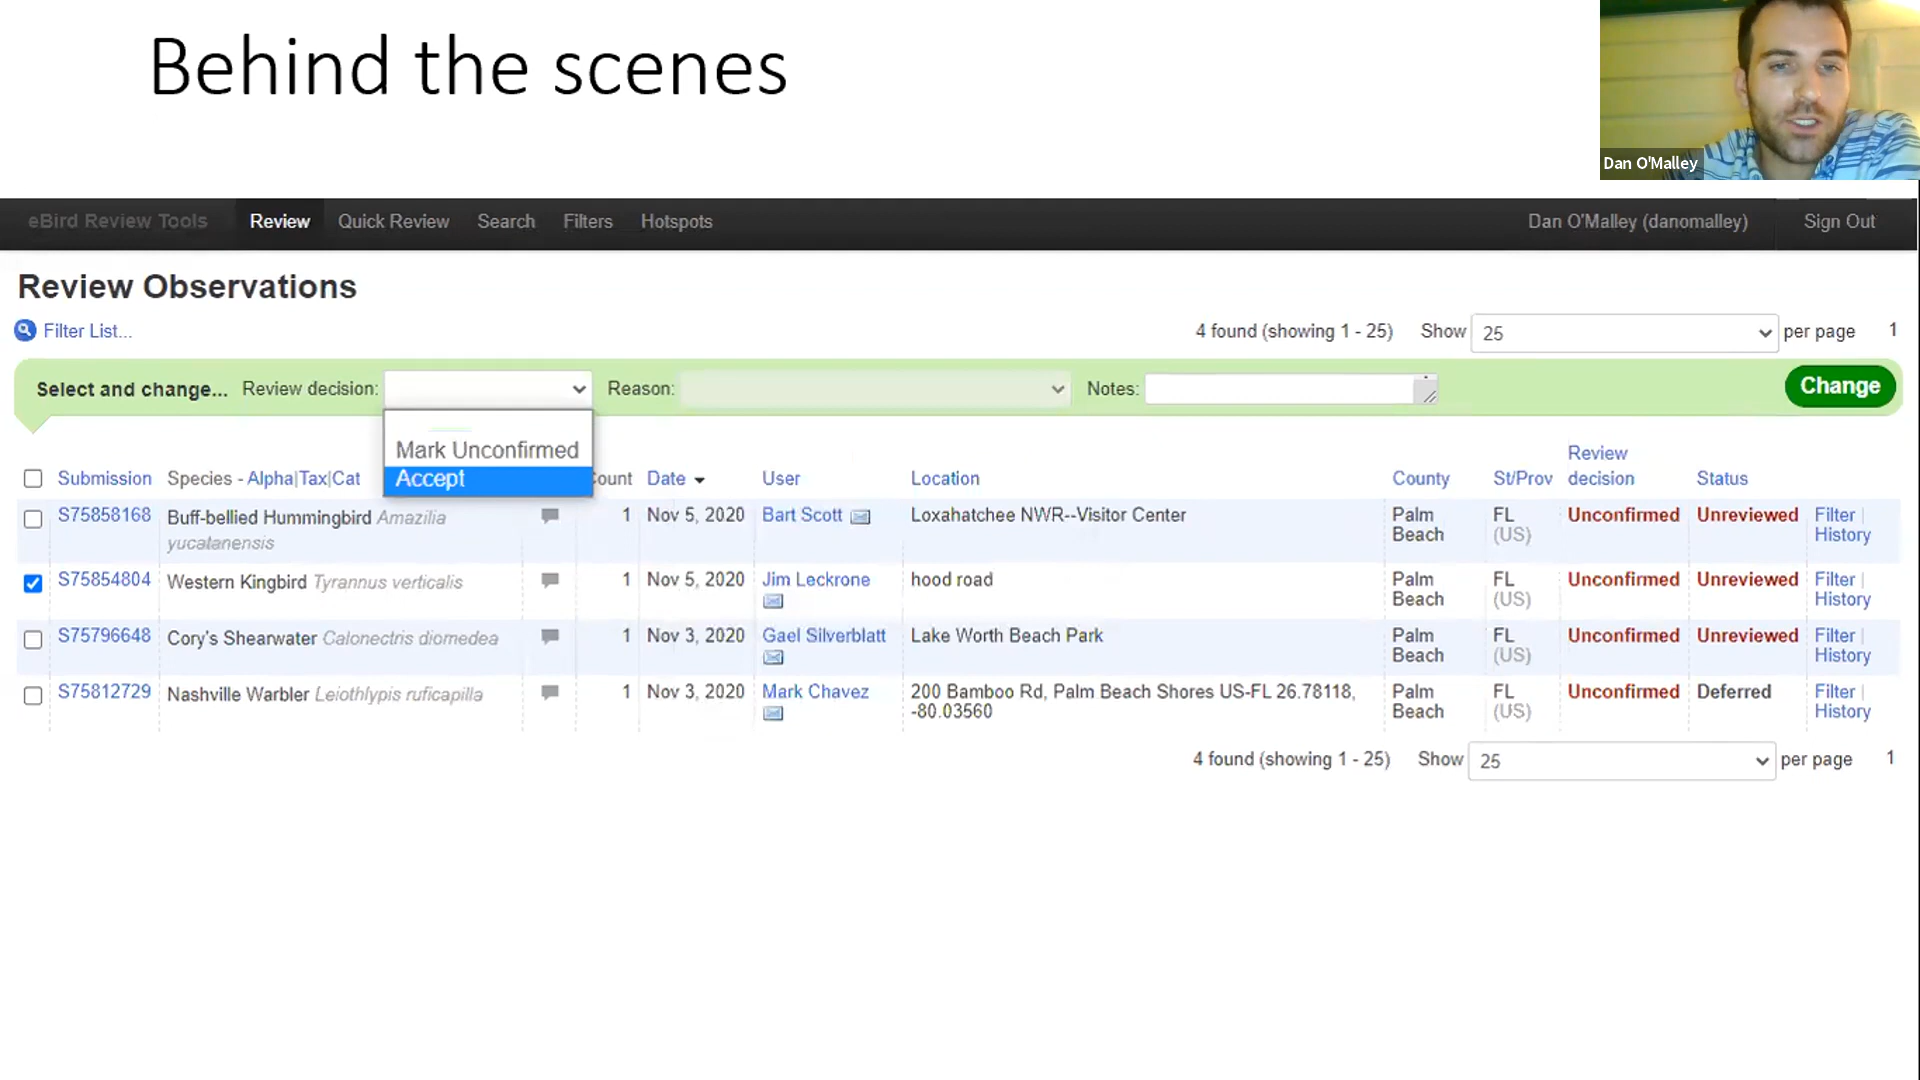 Behind the scenes
Dan O'Malley
eBird Review Tools Review Quick Review Search Filters Hotspots Dan O'Malley (danomalley) Sign Out
Review Observations
Filter List... 4 found (showing 1 - 25) Show 25 per page 1
Select and change... Review decision: Reason: Notes: Change
Mark Unconfirmed
Accept
Submission Species - Alpha|Tax|Cat ount Date User Location County St/Prov Review decision Status
S75858168 Buff-bellied Hummingbird Amazilia yucatanensis 1 Nov 5, 2020 Bart Scott Loxahatchee NWR--Visitor Center Palm Beach FL (US) Unconfirmed Unreviewed Filter | History
S75854804 Western Kingbird Tyrannus verticalis 1 Nov 5, 2020 Jim Leckrone hood road Palm Beach FL (US) Unconfirmed Unreviewed Filter | History
S75796648 Cory's Shearwater Calonectris diomedea 1 Nov 3, 2020 Gael Silverblatt Lake Worth Beach Park Palm Beach FL (US) Unconfirmed Unreviewed Filter | History
S75812729 Nashville Warbler Leiothlypis ruficapilla 1 Nov 3, 2020 Mark Chavez 200 Bamboo Rd, Palm Beach Shores US-FL 26.78118, -80.03560 Palm Beach FL (US) Unconfirmed Deferred Filter | History
4 found (showing 1 - 25) Show 25 per page 1